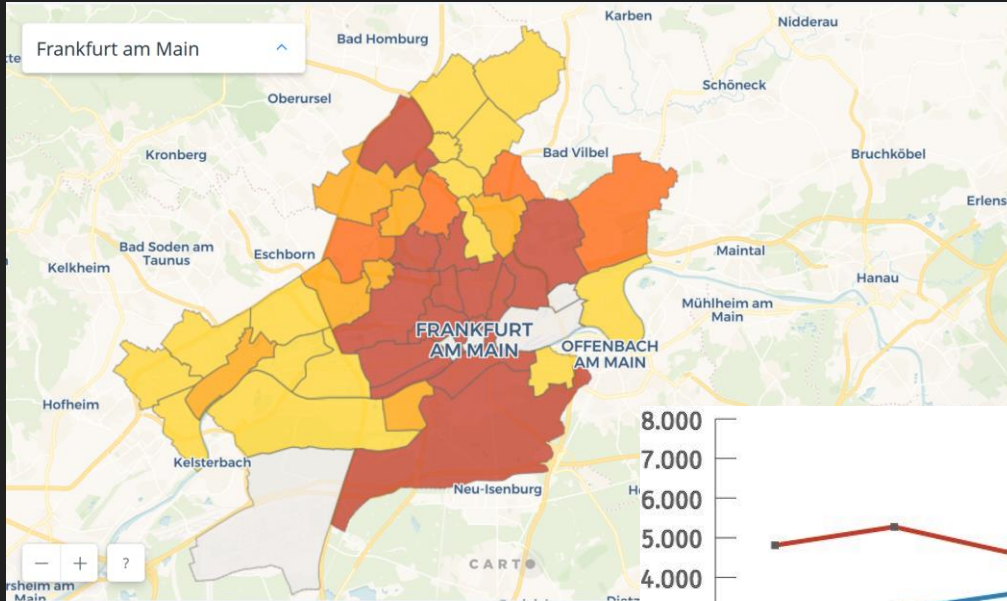 Karben
Nidderau
Frankfurt am Main
Bad Homburg
Oberursel
Schöneck
Kronberg
Bad Vilbel
Bruchköbel
Erlens
Bad Soden am
Taunus
Eschborn
Kelkheim
Maintal
Hanau
Mühlheim am
Main
FRANKFURT
AM MAIN
OFFENBACH
AM MAIN
Hofheim
Kelsterbach
Neu-Isenburg
8.000
7.000
6.000
5.000
4.000
− + ?
CARTO
rsheim am
Main